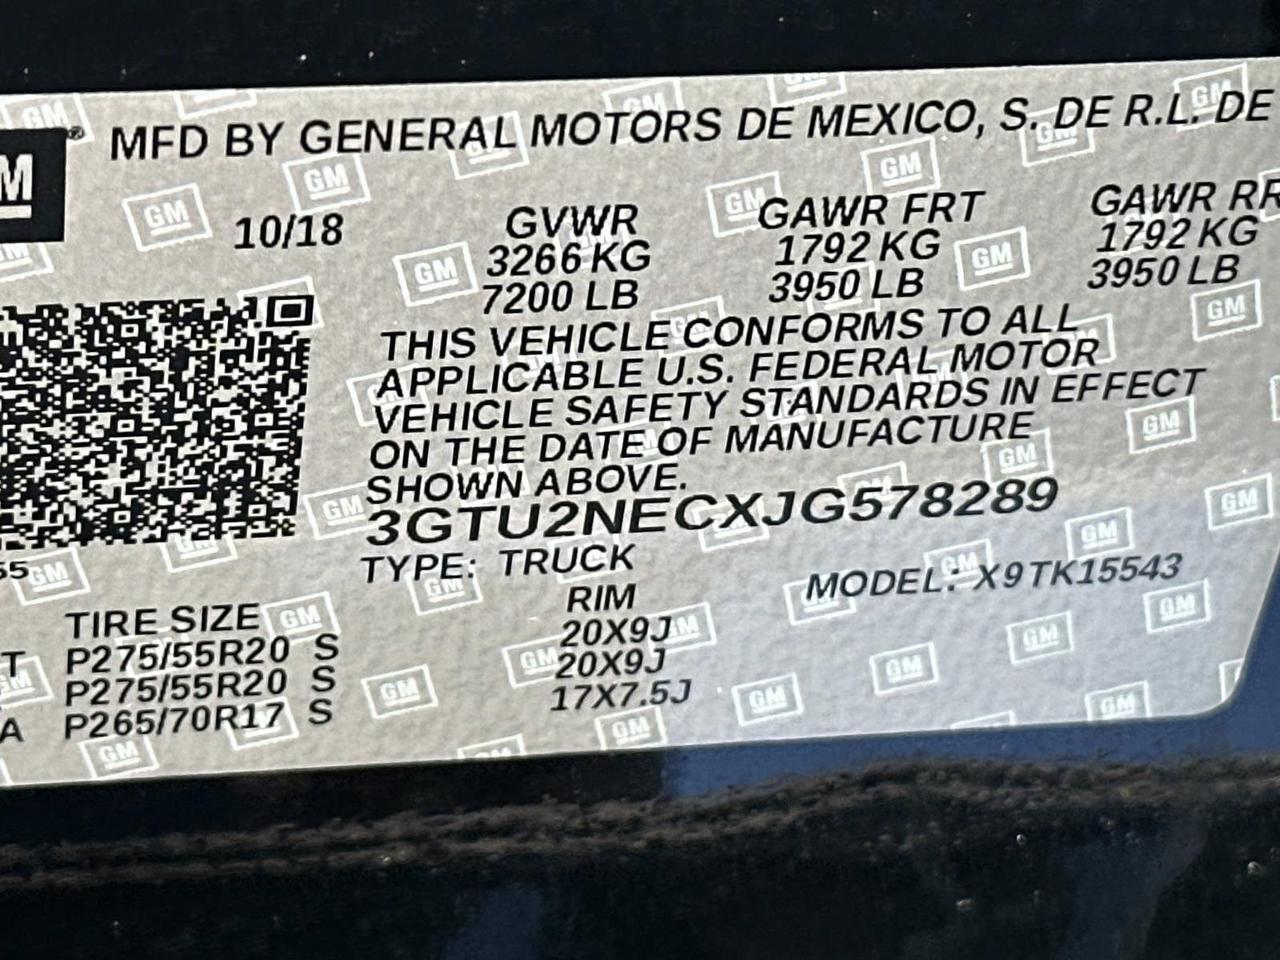 GM
® MFD BY GENERAL MOTORS DE MEXICO, S. DE R.L. DE
10/18
GVWR
3266 KG
7200 LB
GAWR FRT
1792 KG
3950 LB
GAWR RR
1792 KG
3950 LB
THIS VEHICLE CONFORMS TO ALL
APPLICABLE U.S. FEDERAL MOTOR
VEHICLE SAFETY STANDARDS IN EFFECT
ON THE DATE OF MANUFACTURE
SHOWN ABOVE.
3GTU2NECXJG578289
TYPE: TRUCK
MODEL: X9TK15543
TIRE SIZE RIM
P275/55R20 S 20X9J
P275/55R20 S 20X9J
P265/70R17 S 17X7.5J